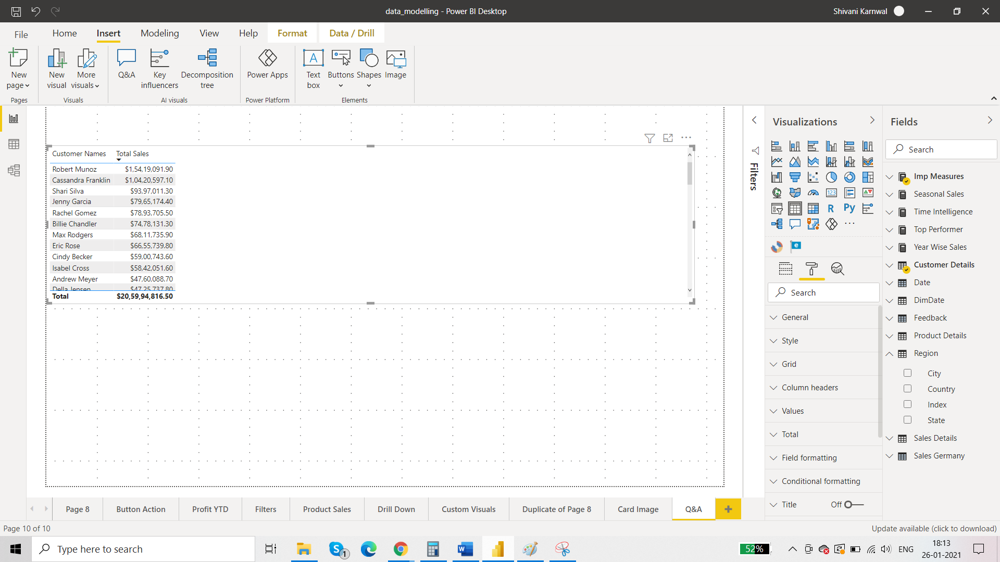 data_modelling - Power BI Desktop
Shivani Karnwal
File
Home
Insert
Modeling
View
Help
Format
Data / Drill
New page
New visual
More visuals
Q&A
Key influencers
Decomposition tree
Power Apps
Text box
Buttons
Shapes
Image
Pages
Visuals
AI visuals
Power Platform
Elements
Customer Names Total Sales
Robert Munoz $1,54,19,091.90
Cassandra Franklin $1,04,20,597.10
Shari Silva $93,97,011.30
Jenny Garcia $79,65,174.40
Rachel Gomez $78,93,705.50
Billie Chandler $74,78,131.30
Max Rodgers $68,11,735.90
Eric Rose $66,55,739.80
Cindy Becker $59,00,743.60
Isabel Cross $58,42,051.60
Andrew Meyer $47,60,088.70
Della Jensen $47,25,737.80
Total $20,59,94,816.50
Filters
Visualizations
123
R
Py
Search
General
Style
Grid
Column headers
Values
Total
Field formatting
Conditional formatting
Title Off
Fields
Search
Imp Measures
Seasonal Sales
Time Intelligence
Top Performer
Year Wise Sales
Customer Details
Date
DimDate
Feedback
Product Details
Region
City
Country
Index
State
Sales Details
Sales Germany
Page 8
Button Action
Profit YTD
Filters
Product Sales
Drill Down
Custom Visuals
Duplicate of Page 8
Card Image
Q&A
Page 10 of 10
Update available (click to download)
Type here to search
1
52%
ENG
18:13
26-01-2021